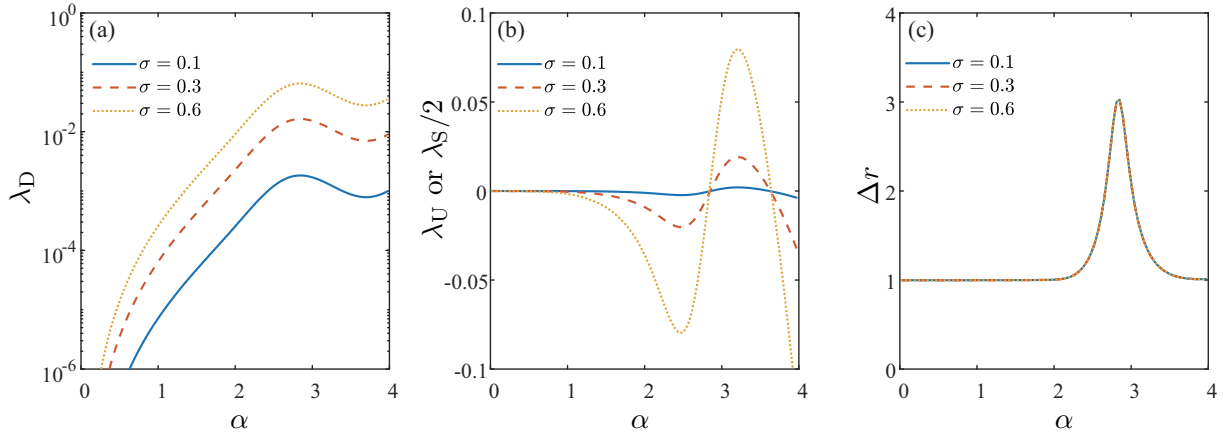 (a)
σ = 0.1
σ = 0.3
σ = 0.6
10^0
10^-2
10^-4
10^-6
λ_D
0 1 2 3 4
α
(b)
σ = 0.1
σ = 0.3
σ = 0.6
0.1
0.05
0
-0.05
-0.1
λ_U or λ_S/2
0 1 2 3 4
α
(c)
σ = 0.1
σ = 0.3
σ = 0.6
4
3
2
1
0
Δr
0 1 2 3 4
α